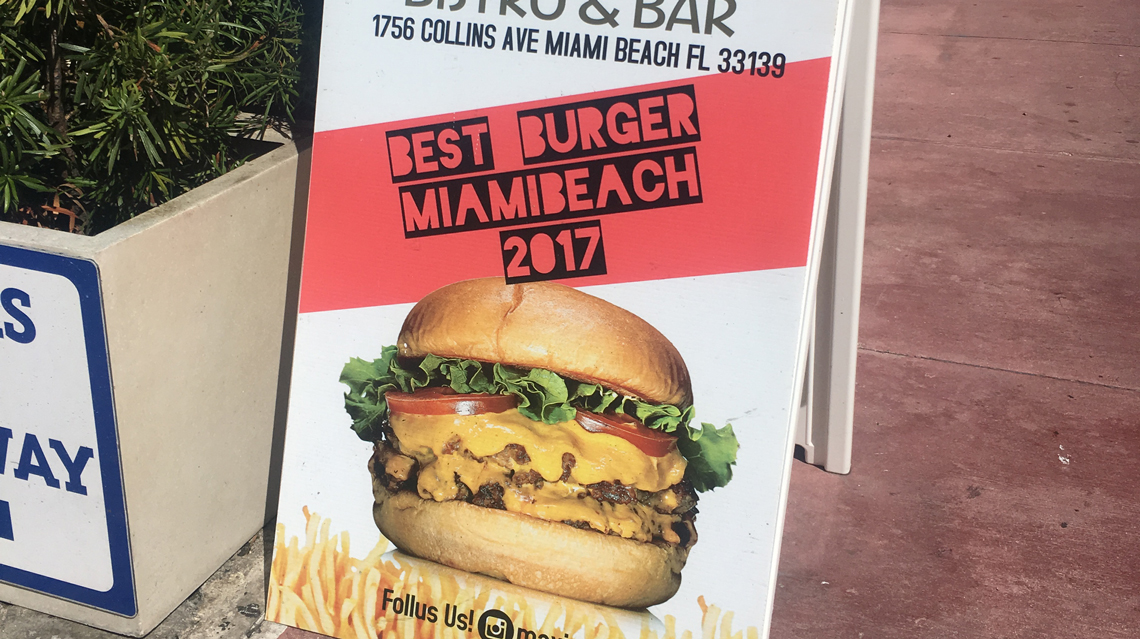 BISTRO & BAR
1756 COLLINS AVE MIAMI BEACH FL 33139
BEST BURGER
MIAMIBEACH
2017
Follus Us!